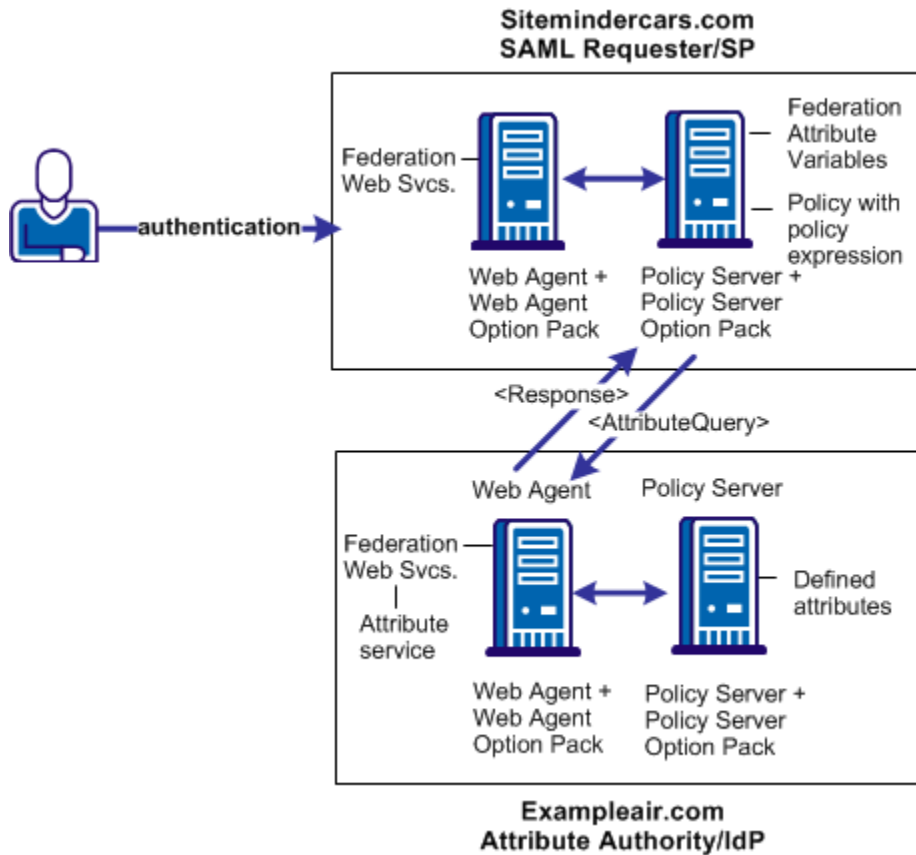 Sitemindercars.com
SAML Requester/SP
Federation
Web Svcs.
Federation
Attribute
Variables
Policy with
policy
expression
authentication
Web Agent +
Web Agent
Option Pack
Policy Server +
Policy Server
Option Pack
<Response>
<AttributeQuery>
Web Agent
Policy Server
Federation
Web Svcs.
Attribute
service
Defined
attributes
Web Agent +
Web Agent
Option Pack
Policy Server +
Policy Server
Option Pack
Exampleair.com
Attribute Authority/IdP